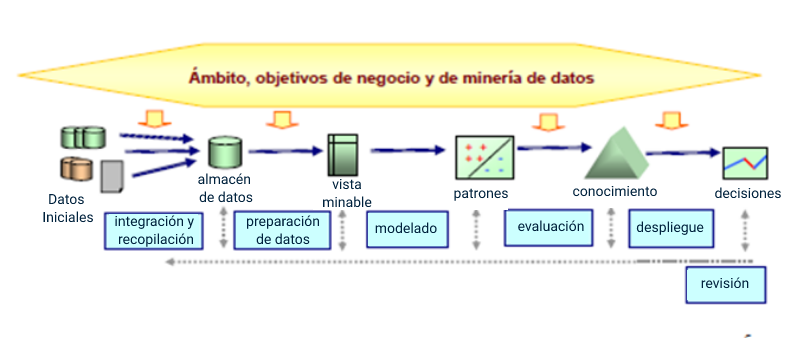 Ámbito, objetivos de negocio y de minería de datos
Datos
Iniciales
almacén
de datos
vista
minable
patrones
conocimiento
decisiones
integración y
recopilación
preparación
de datos
modelado
evaluación
despliegue
revisión